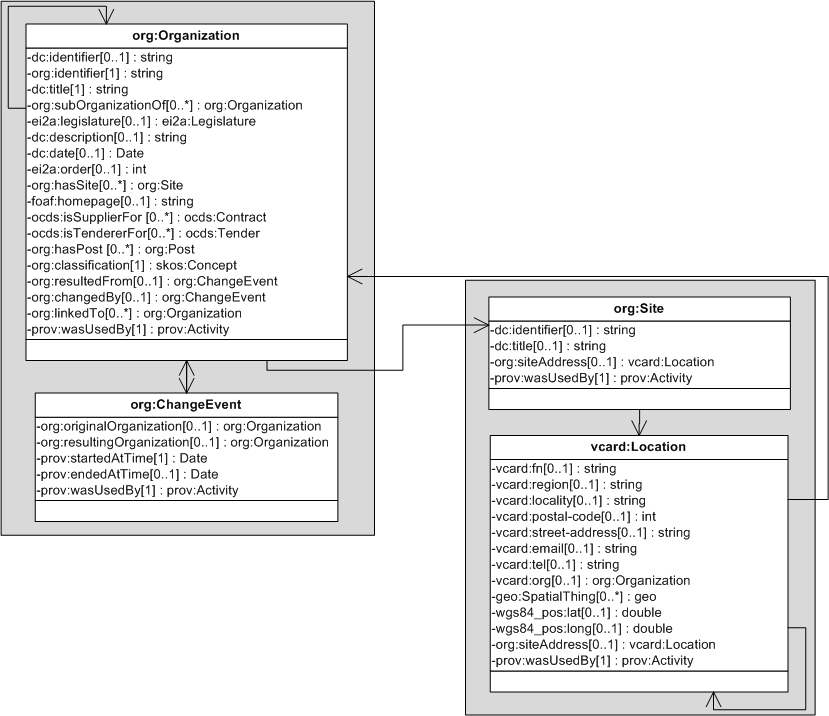 org:Organization
-dc:identifier[0..1] : string
-org:identifier[1] : string
-dc:title[1] : string
-org:subOrganizationOf[0..*] : org:Organization
-ei2a:legislature[0..1] : ei2a:Legislature
-dc:description[0..1] : string
-dc:date[0..1] : Date
-ei2a:order[0..1] : int
-org:hasSite[0..*] : org:Site
-foaf:homepage[0..1] : string
-ocds:isSupplierFor [0..*] : ocds:Contract
-ocds:isTendererFor[0..*] : ocds:Tender
-org:hasPost [0..*] : org:Post
-org:classification[1] : skos:Concept
-org:resultedFrom[0..1] : org:ChangeEvent
-org:changedBy[0..1] : org:ChangeEvent
-org:linkedTo[0..*] : org:Organization
-prov:wasUsedBy[1] : prov:Activity
org:ChangeEvent
-org:originalOrganization[0..1] : org:Organization
-org:resultingOrganization[0..1] : org:Organization
-prov:startedAtTime[1] : Date
-prov:endedAtTime[0..1] : Date
-prov:wasUsedBy[1] : prov:Activity
org:Site
-dc:identifier[0..1] : string
-dc:title[0..1] : string
-org:siteAddress[0..1] : vcard:Location
-prov:wasUsedBy[1] : prov:Activity
vcard:Location
-vcard:fn[0..1] : string
-vcard:region[0..1] : string
-vcard:locality[0..1] : string
-vcard:postal-code[0..1] : int
-vcard:street-address[0..1] : string
-vcard:email[0..1] : string
-vcard:tel[0..1] : string
-vcard:org[0..1] : org:Organization
-geo:SpatialThing[0..*] : geo
-wgs84_pos:lat[0..1] : double
-wgs84_pos:long[0..1] : double
-org:siteAddress[0..1] : vcard:Location
-prov:wasUsedBy[1] : prov:Activity